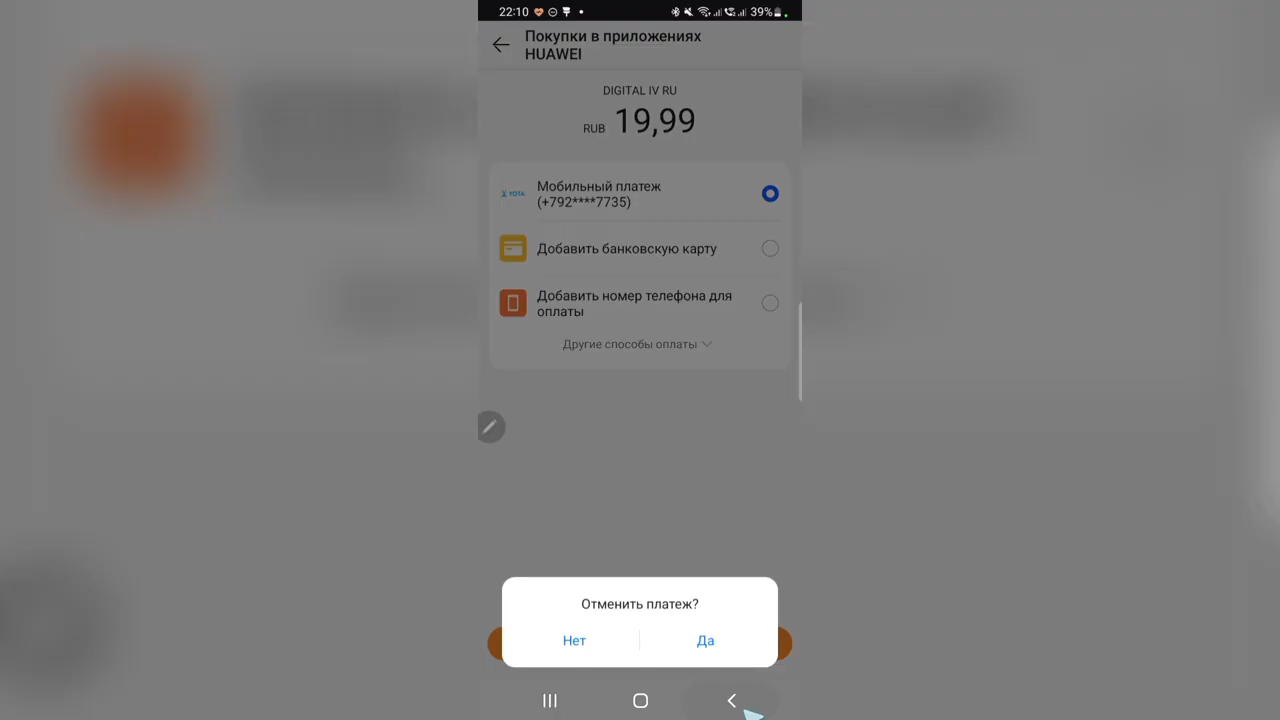 22:10
39%
Покупки в приложениях
HUAWEI
DIGITAL IV RU
RUB 19,99
YOTA
Мобильный платеж
(+792****7735)
Добавить банковскую карту
Добавить номер телефона для
оплаты
Другие способы оплаты
Отменить платеж?
Нет
Да